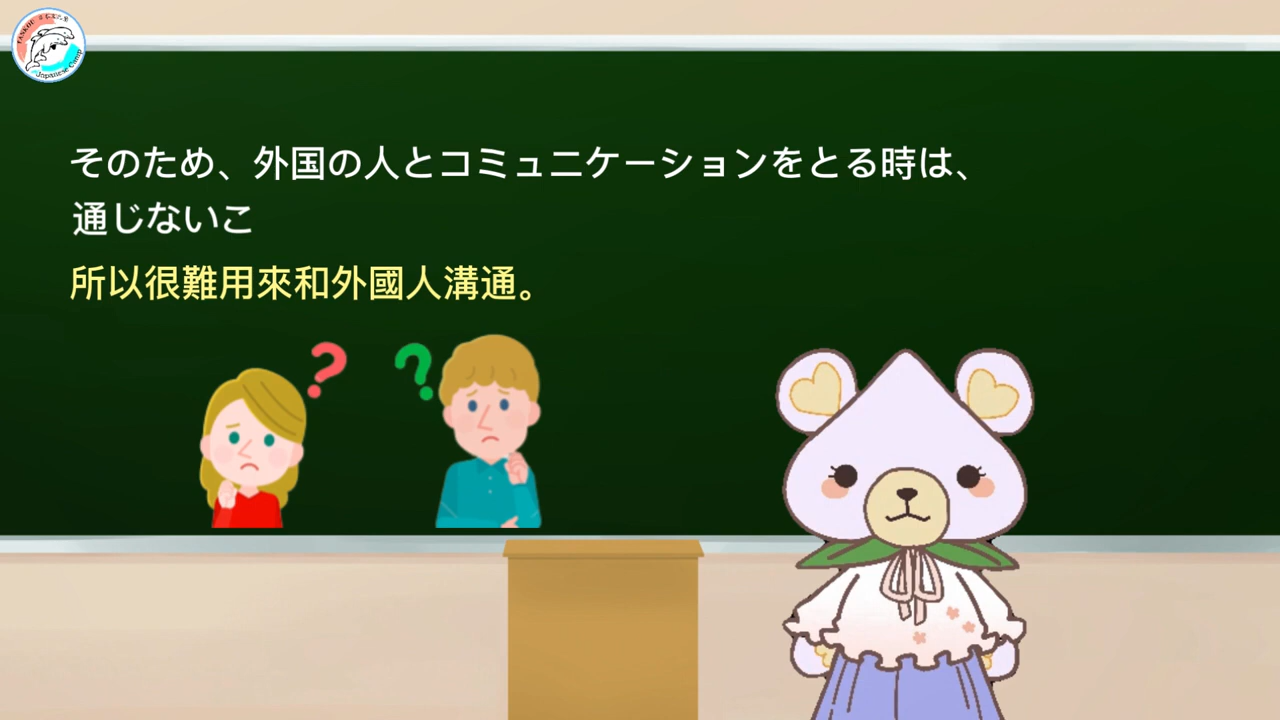 そのため、外国の人とコミュニケーションをとる時は、
通じないこ
所以很難用來和外國人溝通。
Japanese Camp